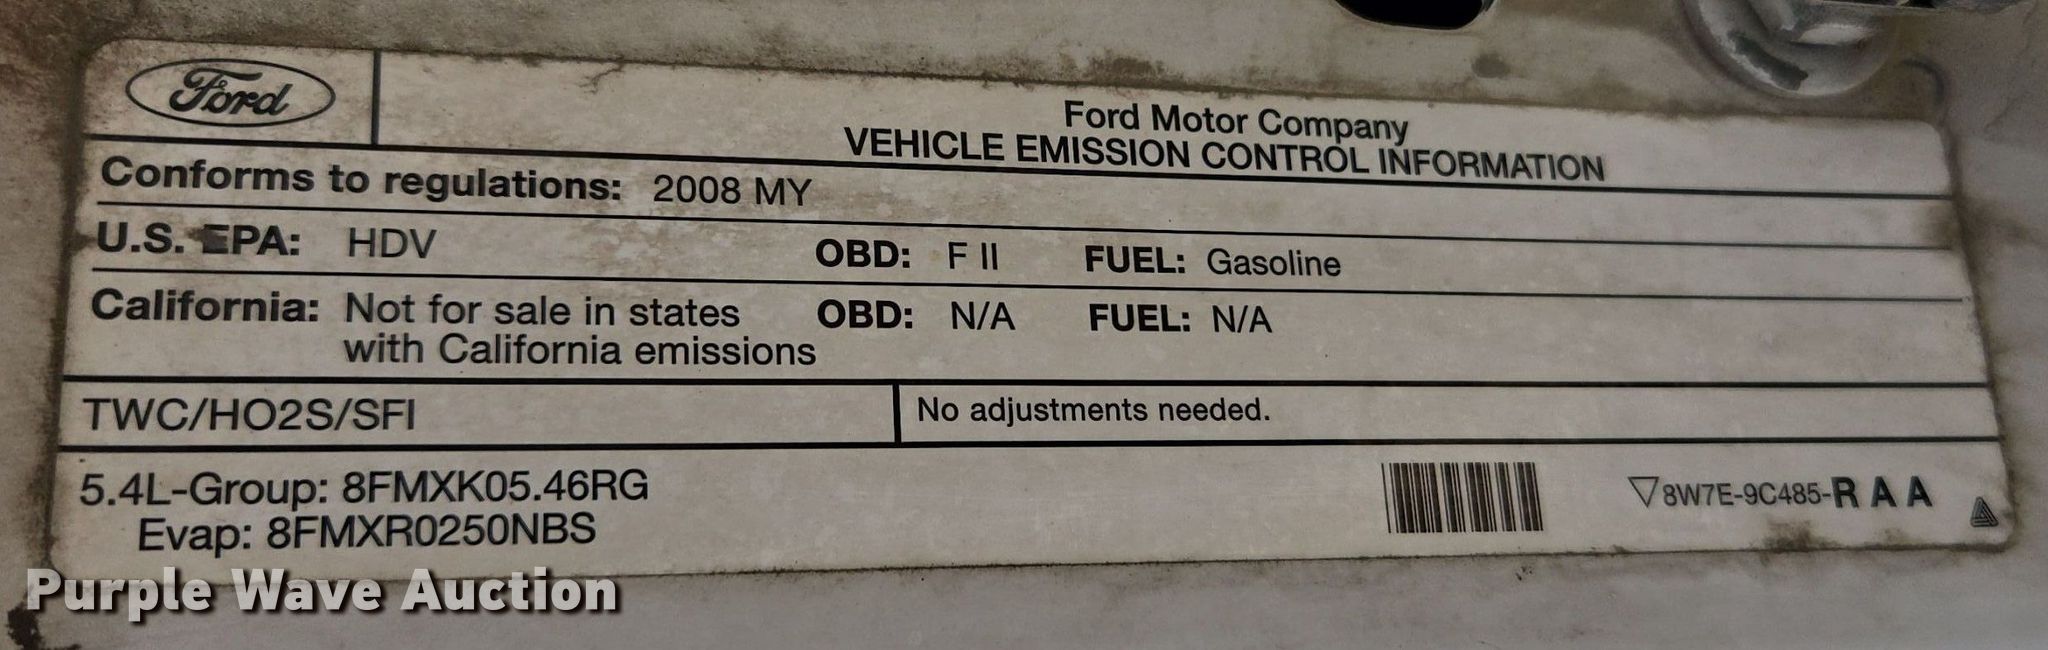 Ford
Ford Motor Company
VEHICLE EMISSION CONTROL INFORMATION
Conforms to regulations: 2008 MY
U.S. EPA: HDV OBD: F II FUEL: Gasoline
California: Not for sale in states OBD: N/A FUEL: N/A
with California emissions
TWC/HO2S/SFI No adjustments needed.
5.4L-Group: 8FMXK05.46RG
Evap: 8FMXR0250NBS
8W7E-9C485-R A A
Purple Wave Auction